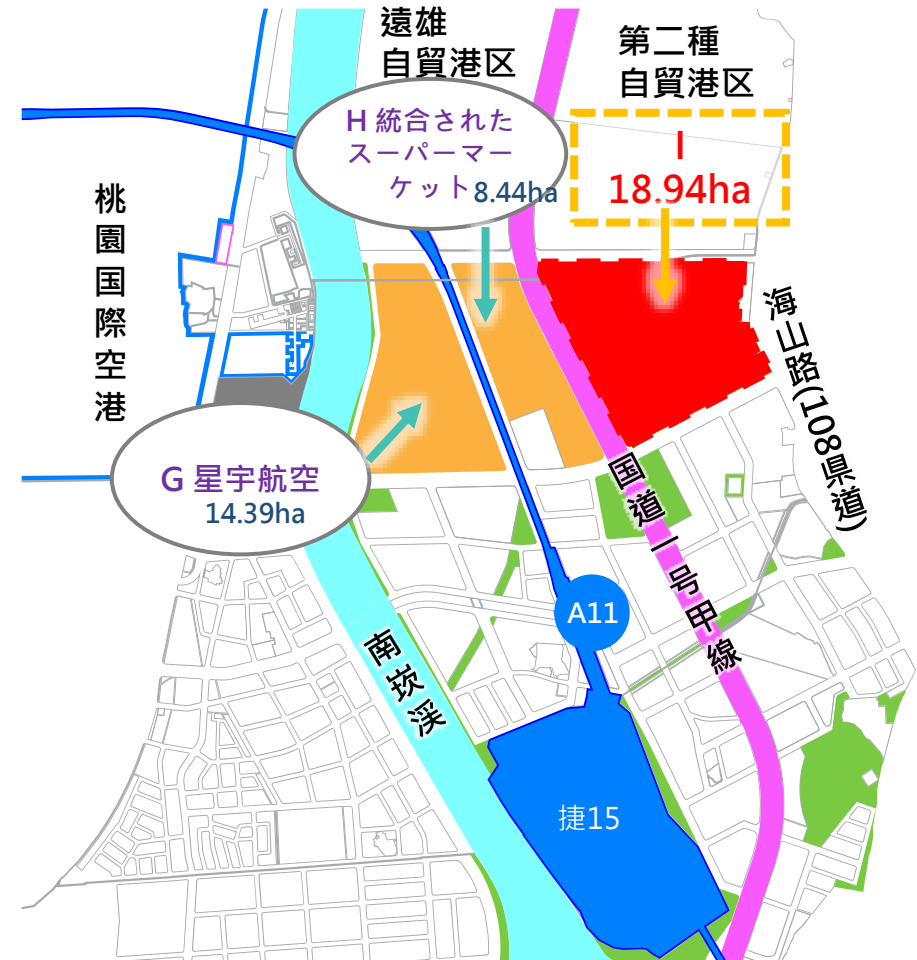 遠雄
自貿港区
第二種
自貿港区
H 統合された
スーパーマー
ケット 8.44ha
I
18.94ha
桃園国際空港
海山路(108県道)
G 星宇航空
14.39ha
国道一号甲線
A11
南崁渓
捷15